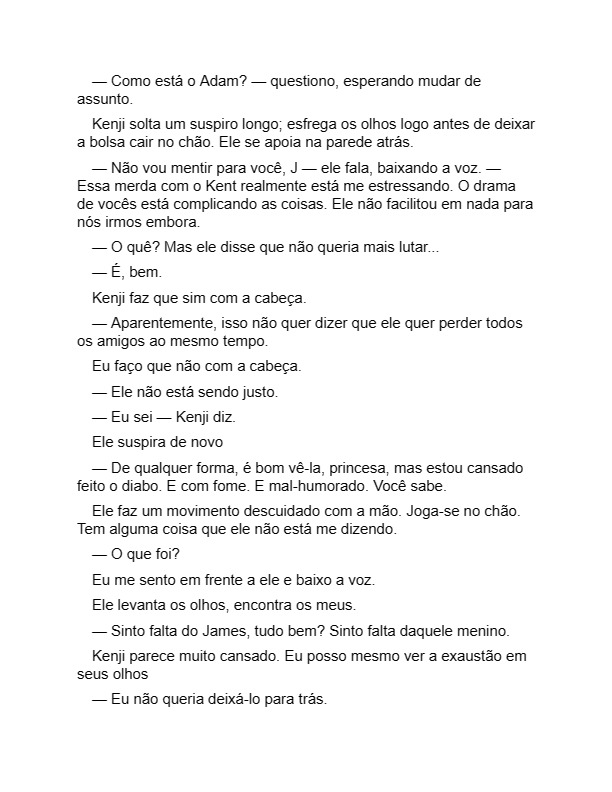 — Como está o Adam? — questiono, esperando mudar de
assunto.
Kenji solta um suspiro longo; esfrega os olhos logo antes de deixar
a bolsa cair no chão. Ele se apoia na parede atrás.
— Não vou mentir para você, J — ele fala, baixando a voz. —
Essa merda com o Kent realmente está me estressando. O drama
de vocês está complicando as coisas. Ele não facilitou em nada para
nós irmos embora.
— O quê? Mas ele disse que não queria mais lutar...
— É, bem.
Kenji faz que sim com a cabeça.
— Aparentemente, isso não quer dizer que ele quer perder todos
os amigos ao mesmo tempo.
Eu faço que não com a cabeça.
— Ele não está sendo justo.
— Eu sei — Kenji diz.
Ele suspira de novo
— De qualquer forma, é bom vê-la, princesa, mas estou cansado
feito o diabo. E com fome. E mal-humorado. Você sabe.
Ele faz um movimento descuidado com a mão. Joga-se no chão.
Tem alguma coisa que ele não está me dizendo.
— O que foi?
Eu me sento em frente a ele e baixo a voz.
Ele levanta os olhos, encontra os meus.
— Sinto falta do James, tudo bem? Sinto falta daquele menino.
Kenji parece muito cansado. Eu posso mesmo ver a exaustão em
seus olhos
— Eu não queria deixá-lo para trás.